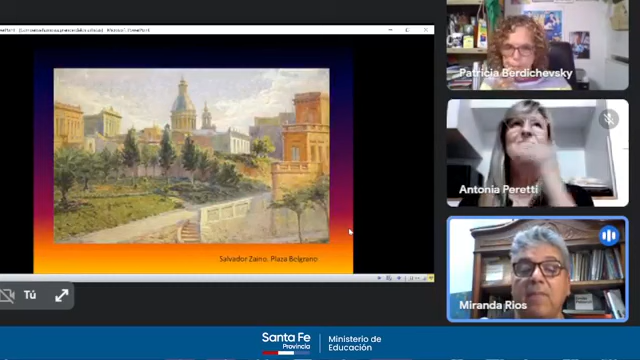 Patricia Berdichevsky
Antonia Peretti
Salvador Zaino. Plaza Belgrano
Tú
Miranda Rios
Santa Fe
Provincia
Ministerio de
Educación